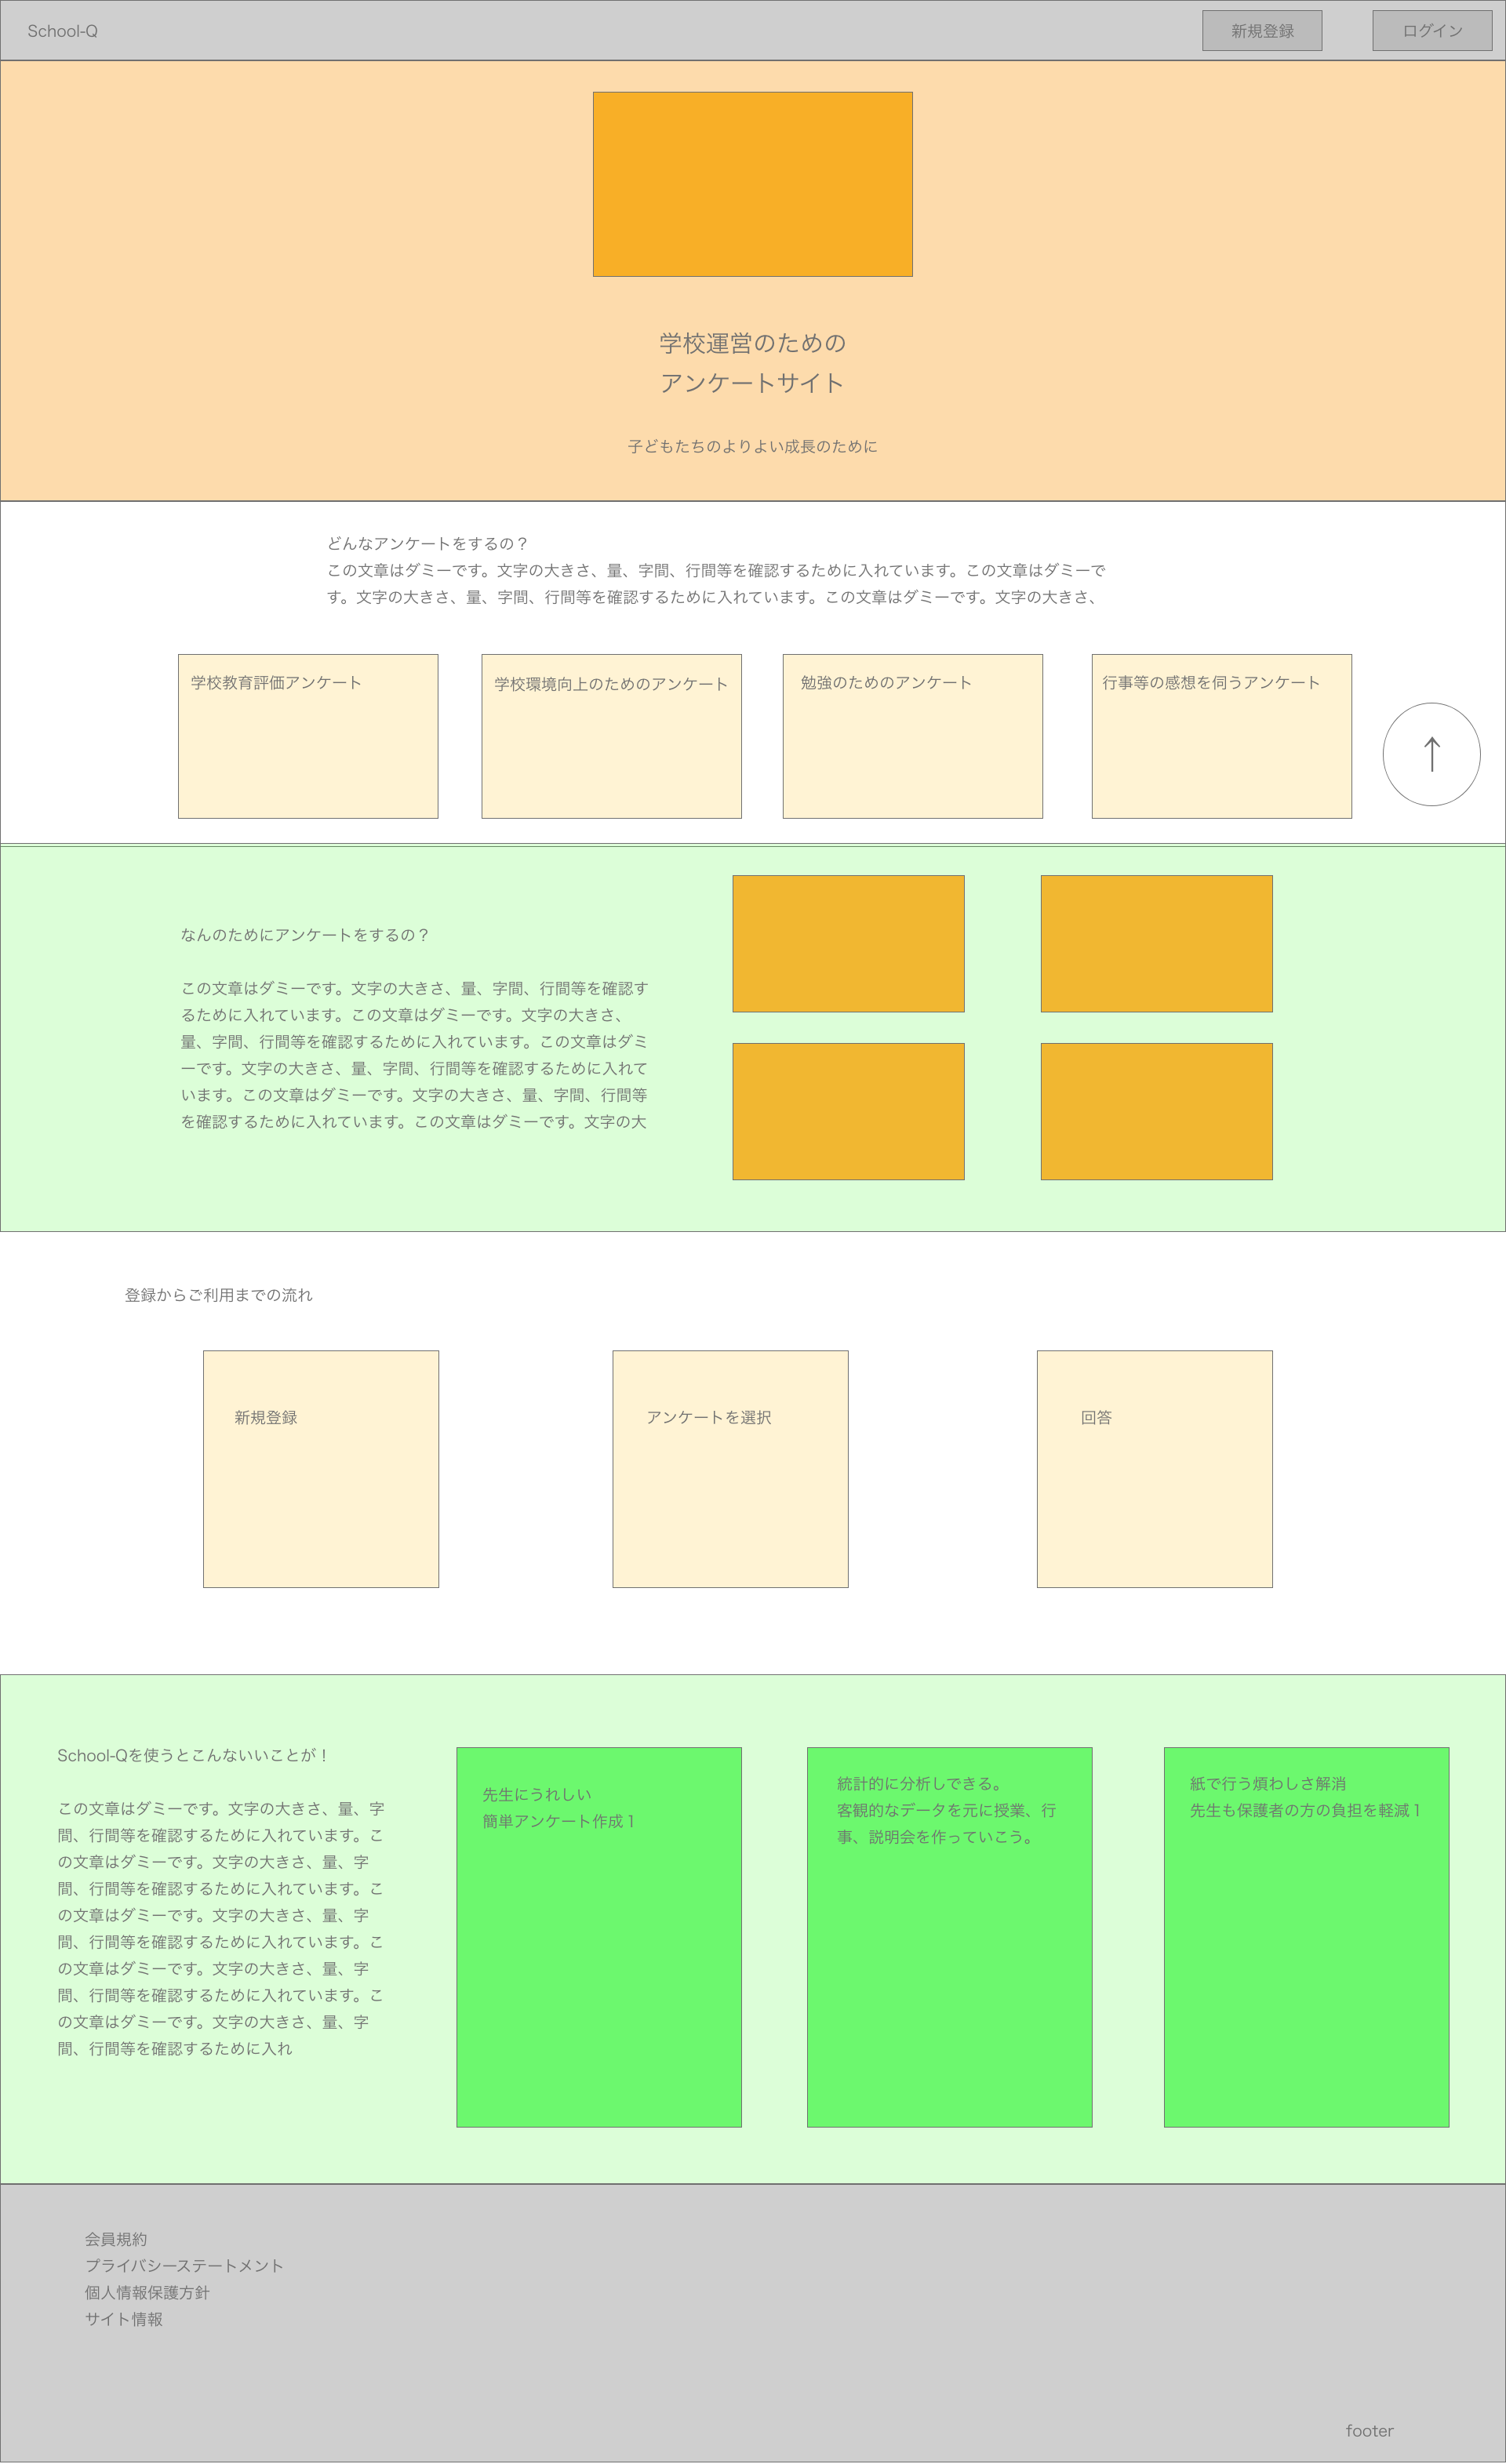 School-Q
新規登録
ログイン
学校運営のための
アンケートサイト
子どもたちのよりよい成長のために
どんなアンケートをするの？
この文章はダミーです。文字の大きさ、量、字間、行間等を確認するために入れています。この文章はダミーで
す。文字の大きさ、量、字間、行間等を確認するために入れています。この文章はダミーです。文字の大きさ、
学校教育評価アンケート
学校環境向上のためのアンケート
勉強のためのアンケート
行事等の感想を伺うアンケート
↑
なんのためにアンケートをするの？
この文章はダミーです。文字の大きさ、量、字間、行間等を確認す
るために入れています。この文章はダミーです。文字の大きさ、
量、字間、行間等を確認するために入れています。この文章はダミ
ーです。文字の大きさ、量、字間、行間等を確認するために入れて
います。この文章はダミーです。文字の大きさ、量、字間、行間等
を確認するために入れています。この文章はダミーです。文字の大
登録からご利用までの流れ
新規登録
アンケートを選択
回答
School-Qを使うとこんないいことが！
この文章はダミーです。文字の大きさ、量、字
間、行間等を確認するために入れています。こ
の文章はダミーです。文字の大きさ、量、字
間、行間等を確認するために入れています。こ
の文章はダミーです。文字の大きさ、量、字
間、行間等を確認するために入れています。こ
の文章はダミーです。文字の大きさ、量、字
間、行間等を確認するために入れています。こ
の文章はダミーです。文字の大きさ、量、字
間、行間等を確認するために入れ
先生にうれしい
簡単アンケート作成１
統計的に分析しできる。
客観的なデータを元に授業、行
事、説明会を作っていこう。
紙で行う煩わしさ解消
先生も保護者の方の負担を軽減１
会員規約
プライバシーステートメント
個人情報保護方針
サイト情報
footer